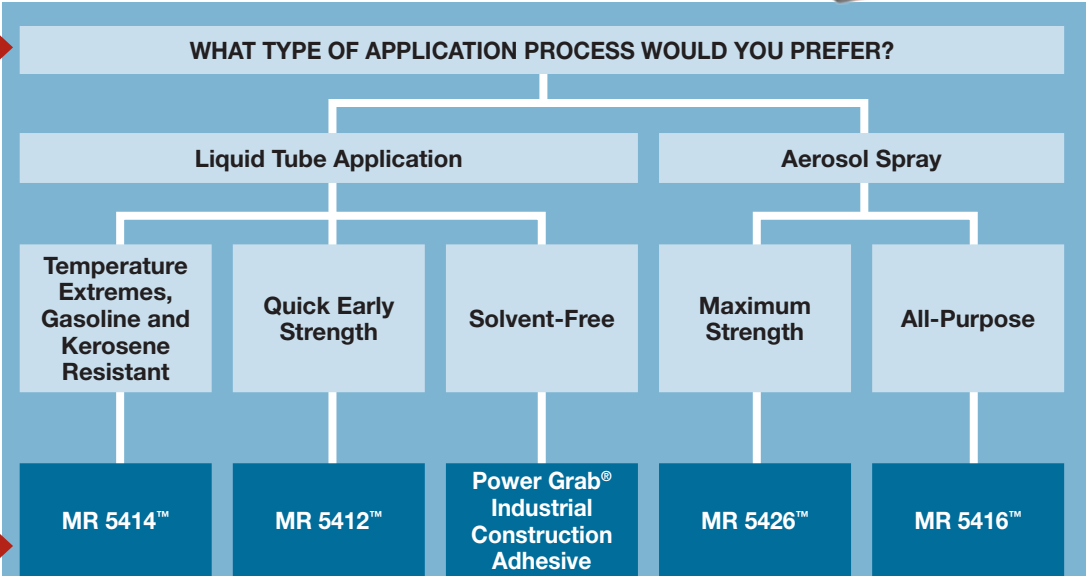 WHAT TYPE OF APPLICATION PROCESS WOULD YOU PREFER?
Liquid Tube Application
Aerosol Spray
Temperature
Extremes,
Gasoline and
Kerosene
Resistant
Quick Early
Strength
Solvent-Free
Maximum
Strength
All-Purpose
MR 5414™
MR 5412™
Power Grab®
Industrial
Construction
Adhesive
MR 5426™
MR 5416™